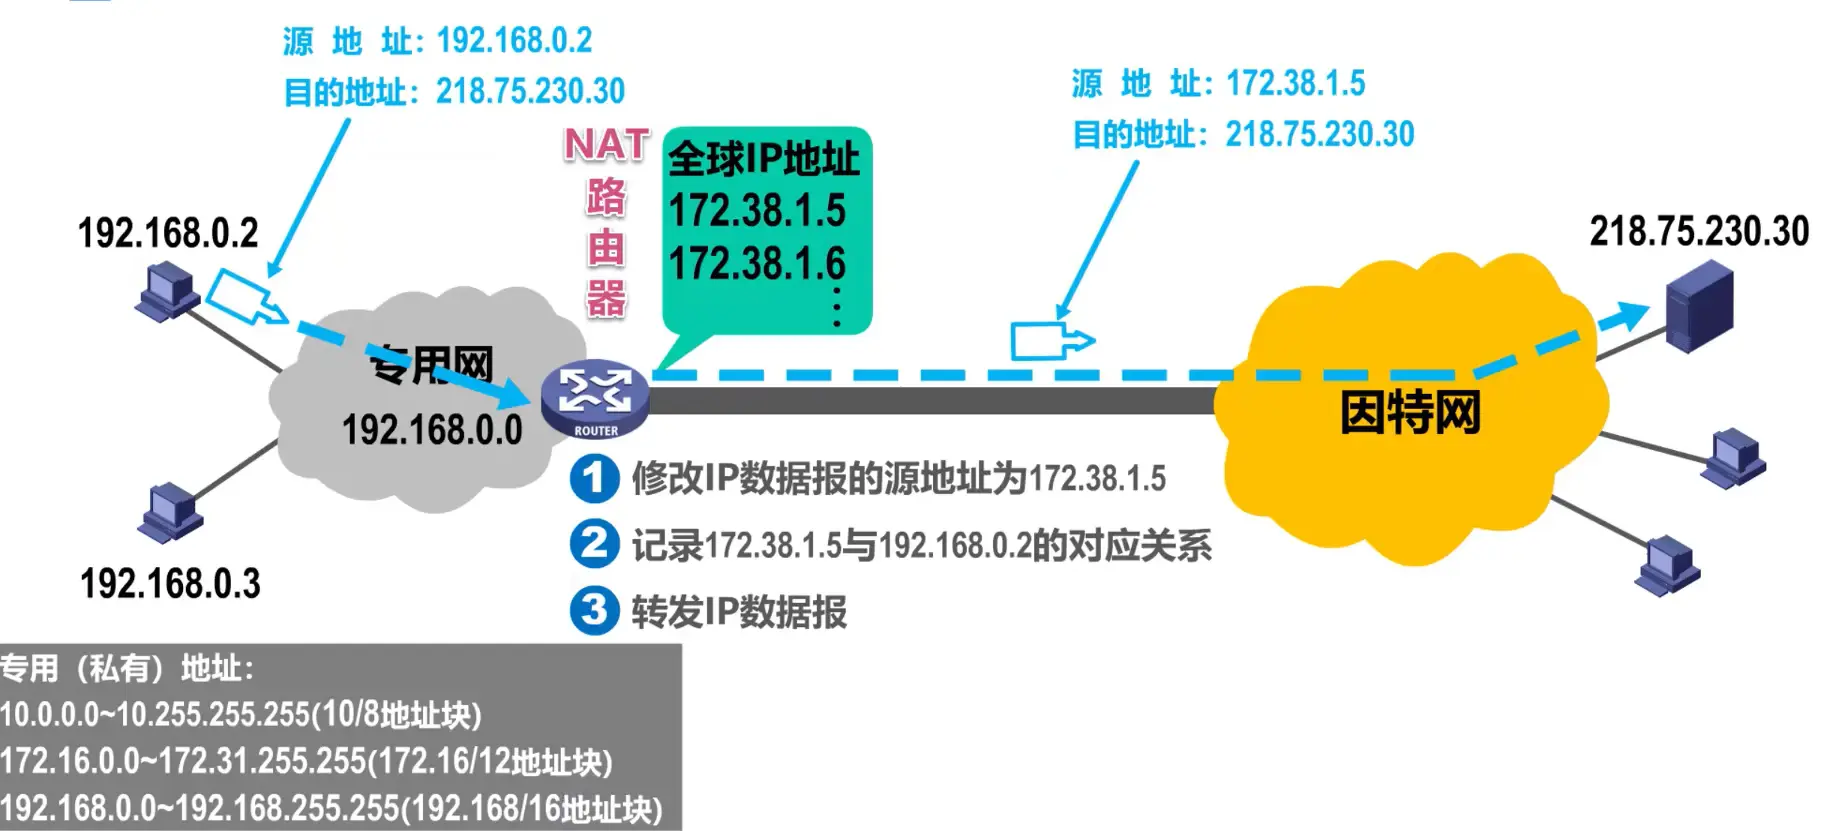 源 地 址：192.168.0.2
目的地址：218.75.230.30
源 地 址：172.38.1.5
目的地址：218.75.230.30
NAT
路
由
器
全球IP地址
172.38.1.5
172.38.1.6
⋮
192.168.0.2
218.75.230.30
专用网
192.168.0.0
ROUTER
因特网
192.168.0.3
1 修改IP数据报的源地址为172.38.1.5
2 记录172.38.1.5与192.168.0.2的对应关系
3 转发IP数据报
专用（私有）地址：
10.0.0.0~10.255.255.255(10/8地址块)
172.16.0.0~172.31.255.255(172.16/12地址块)
192.168.0.0~192.168.255.255(192.168/16地址块)